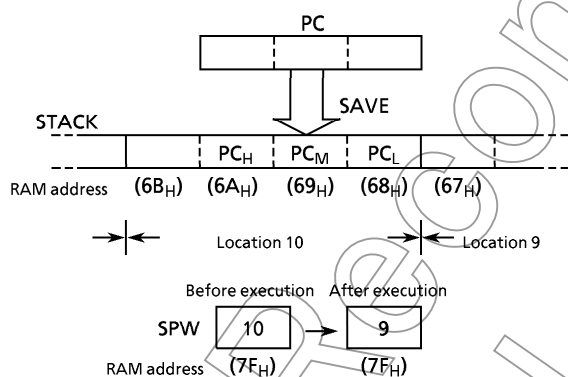 PC
SAVE
STACK
PCH PCM PCL
RAM address (6BH) (6AH) (69H) (68H) (67H)
Location 10 Location 9
Before execution After execution
SPW 10 9
RAM address (7FH) (7FH)